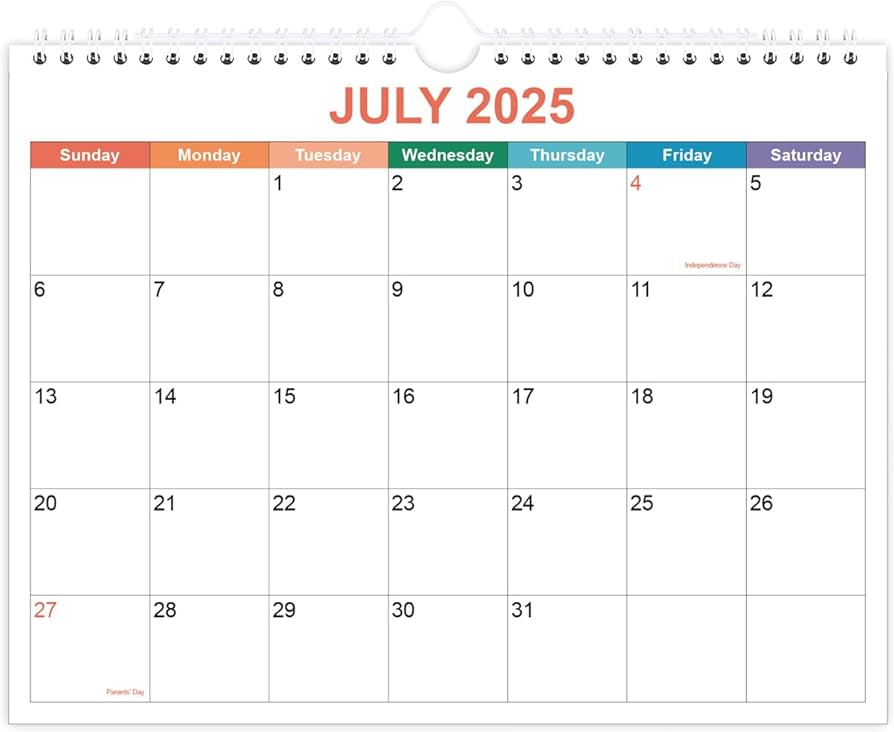 JULY 2025
Sunday Monday Tuesday Wednesday Thursday Friday Saturday
1 2 3 4 5
Independence Day
6 7 8 9 10 11 12
13 14 15 16 17 18 19
20 21 22 23 24 25 26
27 28 29 30 31
Parents' Day